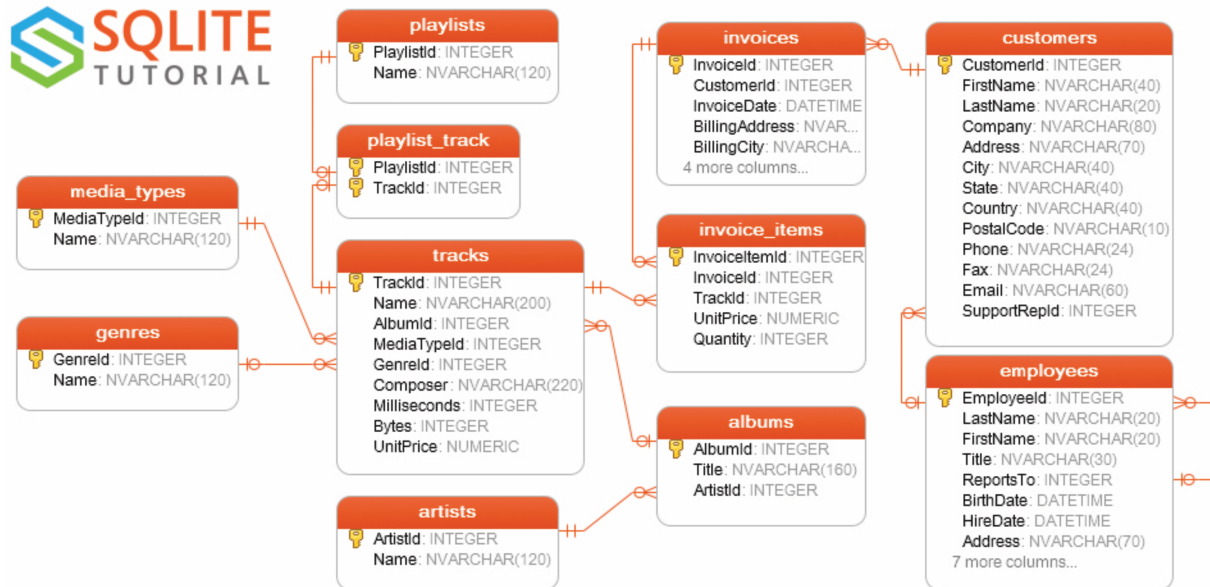 SQLITE
TUTORIAL
playlists
PlaylistId: INTEGER
Name: NVARCHAR(120)
playlist_track
PlaylistId: INTEGER
TrackId: INTEGER
media_types
MediaTypeId: INTEGER
Name: NVARCHAR(120)
genres
GenreId: INTEGER
Name: NVARCHAR(120)
tracks
TrackId: INTEGER
Name: NVARCHAR(200)
AlbumId: INTEGER
MediaTypeId: INTEGER
GenreId: INTEGER
Composer: NVARCHAR(220)
Milliseconds: INTEGER
Bytes: INTEGER
UnitPrice: NUMERIC
artists
ArtistId: INTEGER
Name: NVARCHAR(120)
invoices
InvoiceId: INTEGER
CustomerId: INTEGER
InvoiceDate: DATETIME
BillingAddress: NVAR...
BillingCity: NVARCHA...
4 more columns...
invoice_items
InvoiceItemId: INTEGER
InvoiceId: INTEGER
TrackId: INTEGER
UnitPrice: NUMERIC
Quantity: INTEGER
albums
AlbumId: INTEGER
Title: NVARCHAR(160)
ArtistId: INTEGER
customers
CustomerId: INTEGER
FirstName: NVARCHAR(40)
LastName: NVARCHAR(20)
Company: NVARCHAR(80)
Address: NVARCHAR(70)
City: NVARCHAR(40)
State: NVARCHAR(40)
Country: NVARCHAR(40)
PostalCode: NVARCHAR(10)
Phone: NVARCHAR(24)
Fax: NVARCHAR(24)
Email: NVARCHAR(60)
SupportRepId: INTEGER
employees
EmployeeId: INTEGER
LastName: NVARCHAR(20)
FirstName: NVARCHAR(20)
Title: NVARCHAR(30)
ReportsTo: INTEGER
BirthDate: DATETIME
HireDate: DATETIME
Address: NVARCHAR(70)
7 more columns...